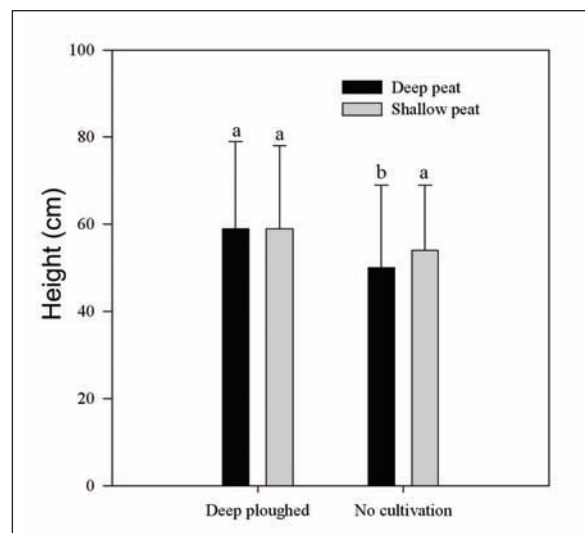 100
Deep peat
Shallow peat
80
a a
b a
60
Height (cm)
40
20
0
Deep ploughed No cultivation